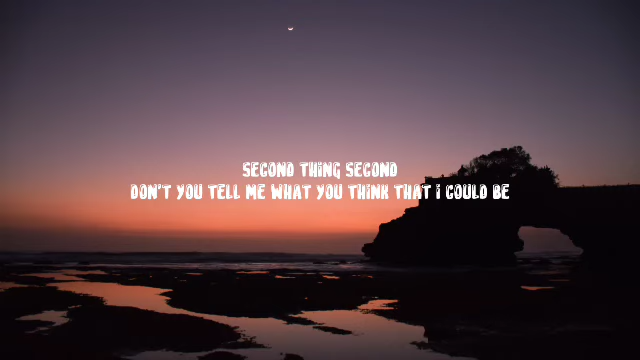 SECOND THING SECOND
DON'T YOU TELL ME WHAT YOU THINK THAT I COULD BE